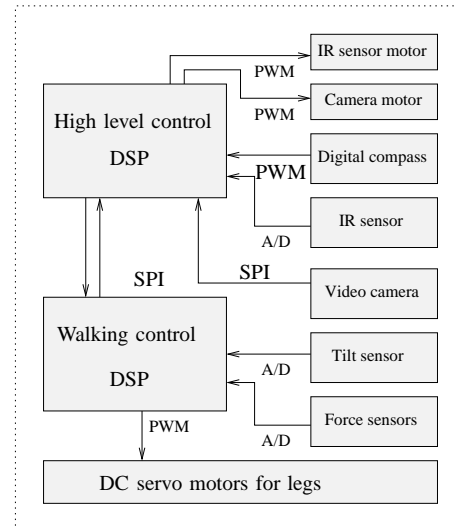 IR sensor motor
PWM
Camera motor
PWM
High level control
DSP
Digital compass
PWM
IR sensor
A/D
SPI
SPI
Video camera
Walking control
DSP
Tilt sensor
A/D
Force sensors
A/D
PWM
DC servo motors for legs